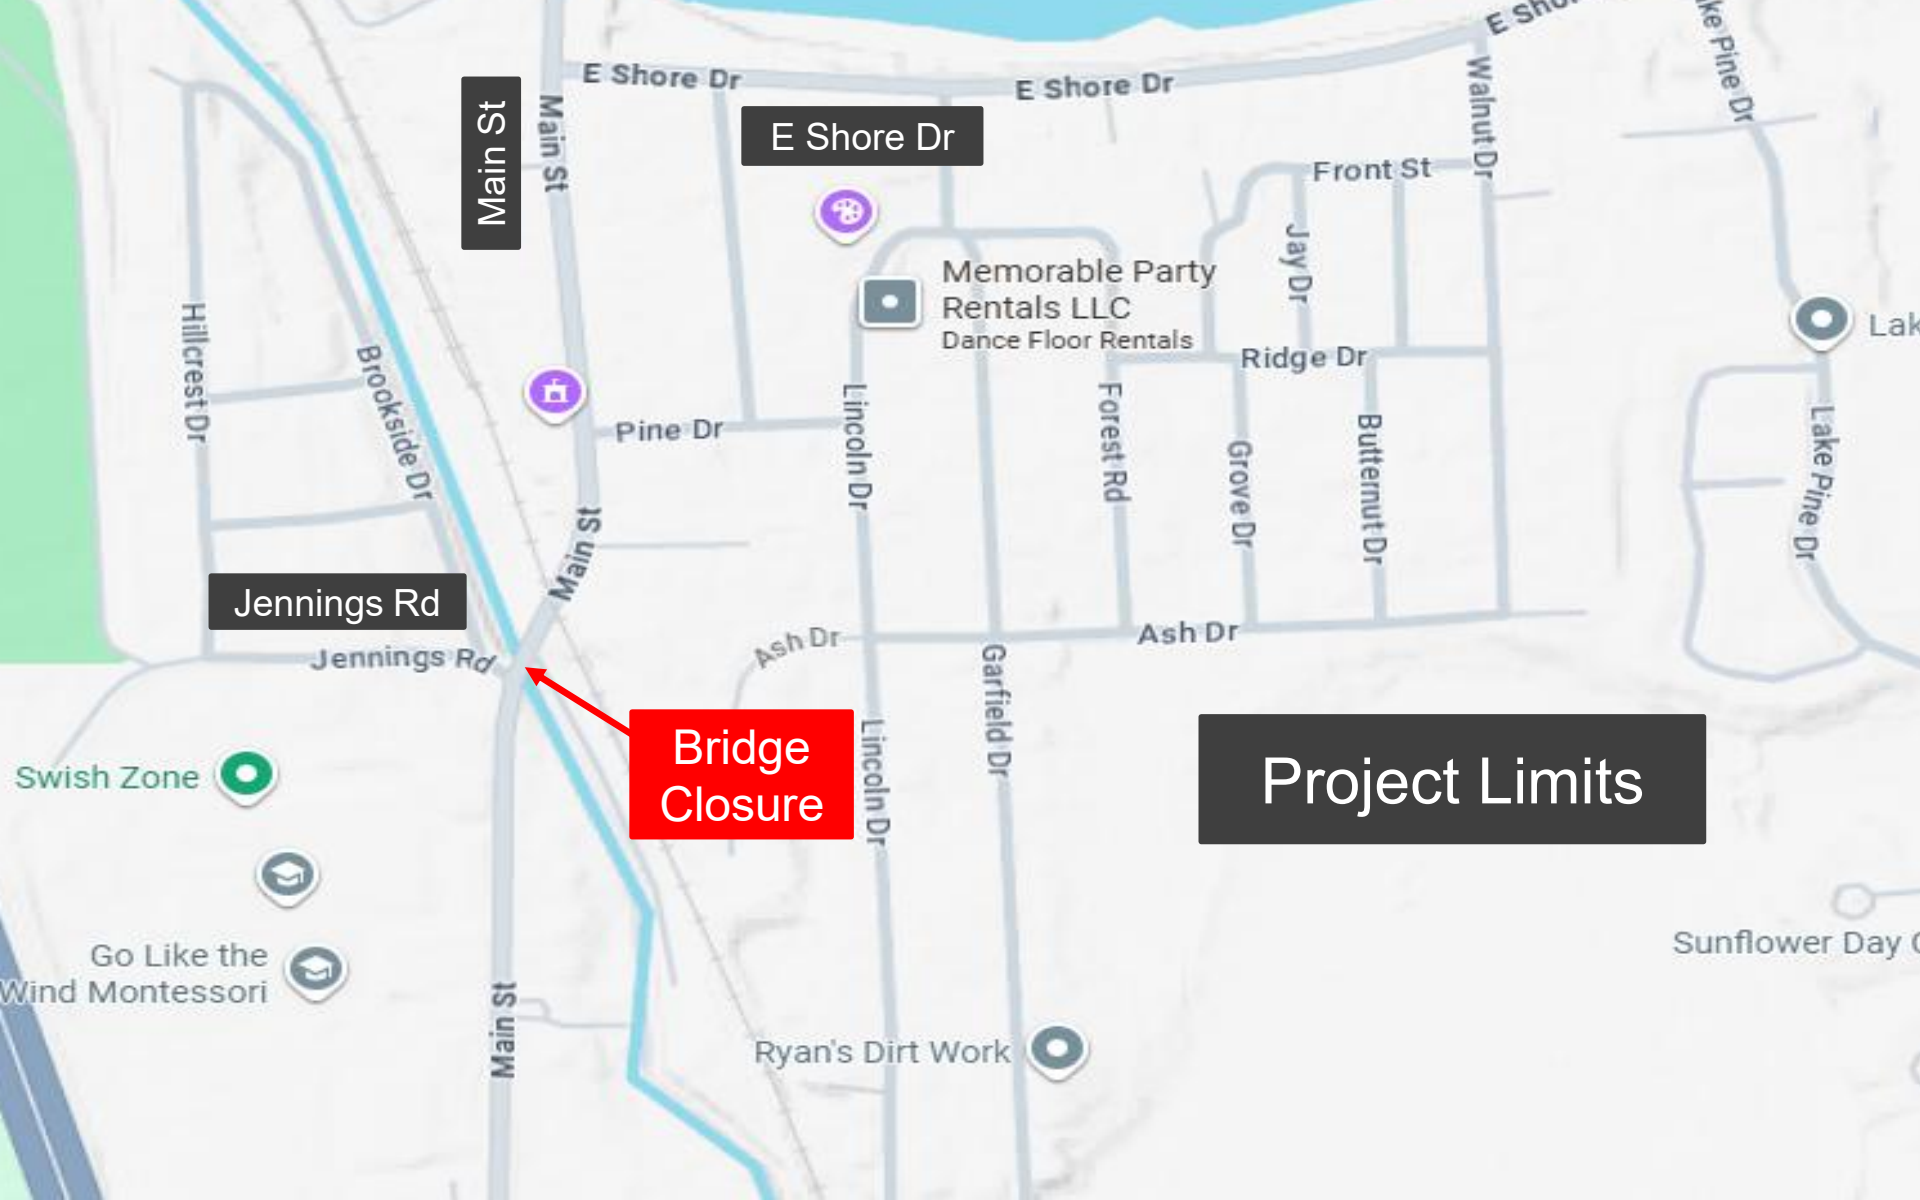 E Shore Dr
E Shore Dr
E Sho
ke Pine Dr
Main St
Main St
E Shore Dr
Walnut Dr
Front St
Jay Dr
Memorable Party
Rentals LLC
Dance Floor Rentals
Lak
Hillcrest Dr
Brookside Dr
Ridge Dr
Pine Dr
Lincoln Dr
Forest Rd
Grove Dr
Butternut Dr
Lake Pine Dr
Main St
Jennings Rd
Jennings Rd
Ash Dr
Ash Dr
Garfield Dr
Lincoln Dr
Bridge
Closure
Project Limits
Swish Zone
Go Like the
Wind Montessori
Main St
Ryan's Dirt Work
Sunflower Day